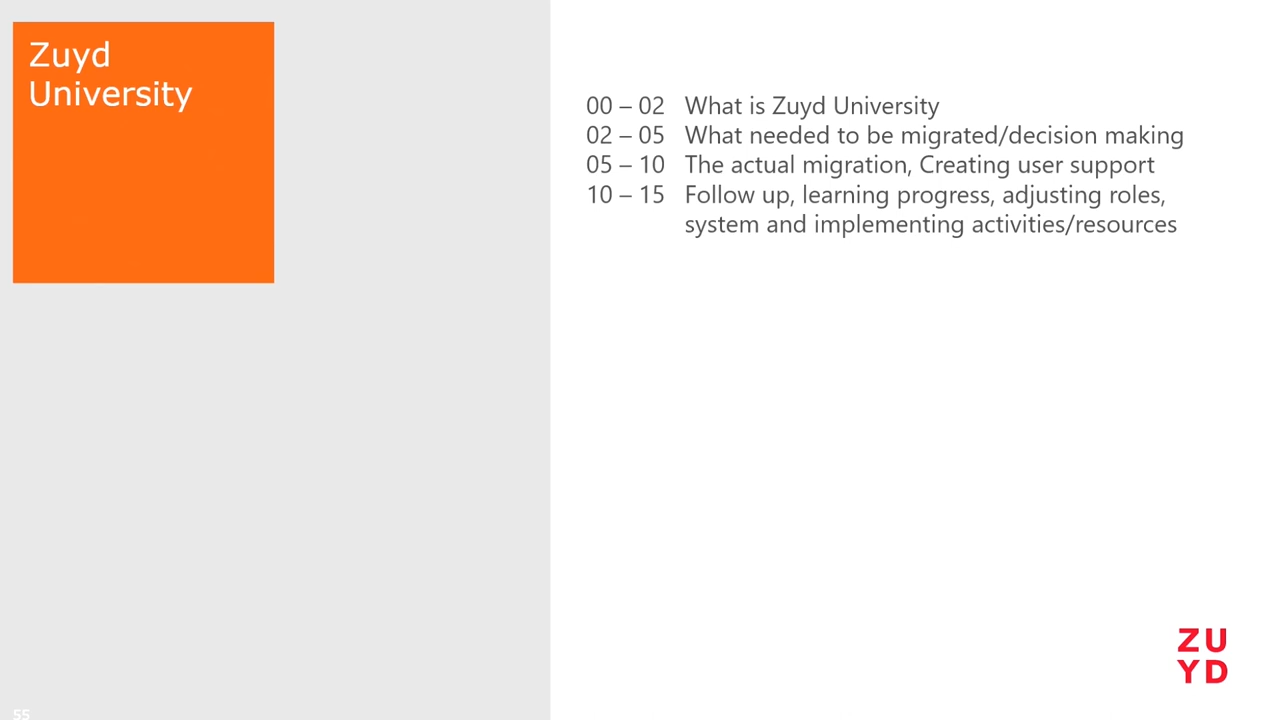 Zuyd
University
00 – 02 What is Zuyd University
02 – 05 What needed to be migrated/decision making
05 – 10 The actual migration, Creating user support
10 – 15 Follow up, learning progress, adjusting roles,
system and implementing activities/resources
ZU
YD
55